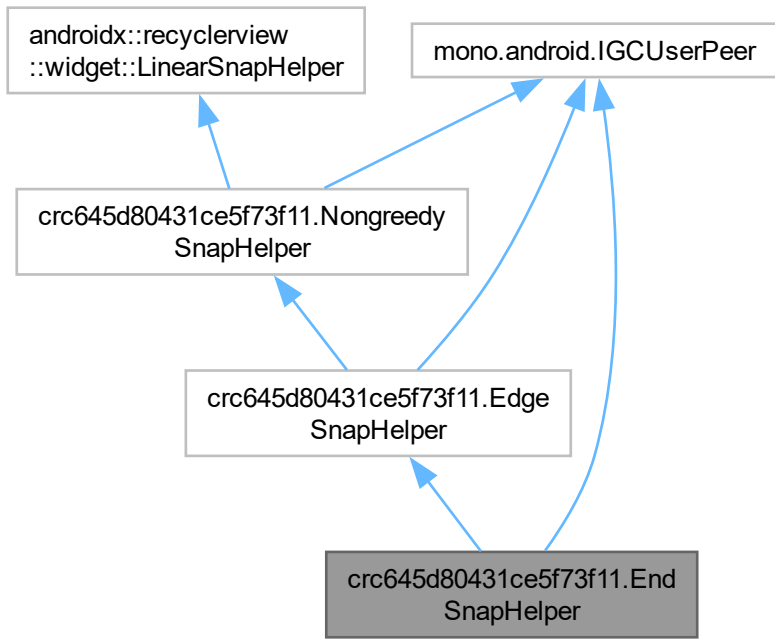 androidx::recyclerview
::widget::LinearSnapHelper
mono.android.IGCUserPeer
crc645d80431ce5f73f11.Nongreedy
SnapHelper
crc645d80431ce5f73f11.Edge
SnapHelper
crc645d80431ce5f73f11.End
SnapHelper